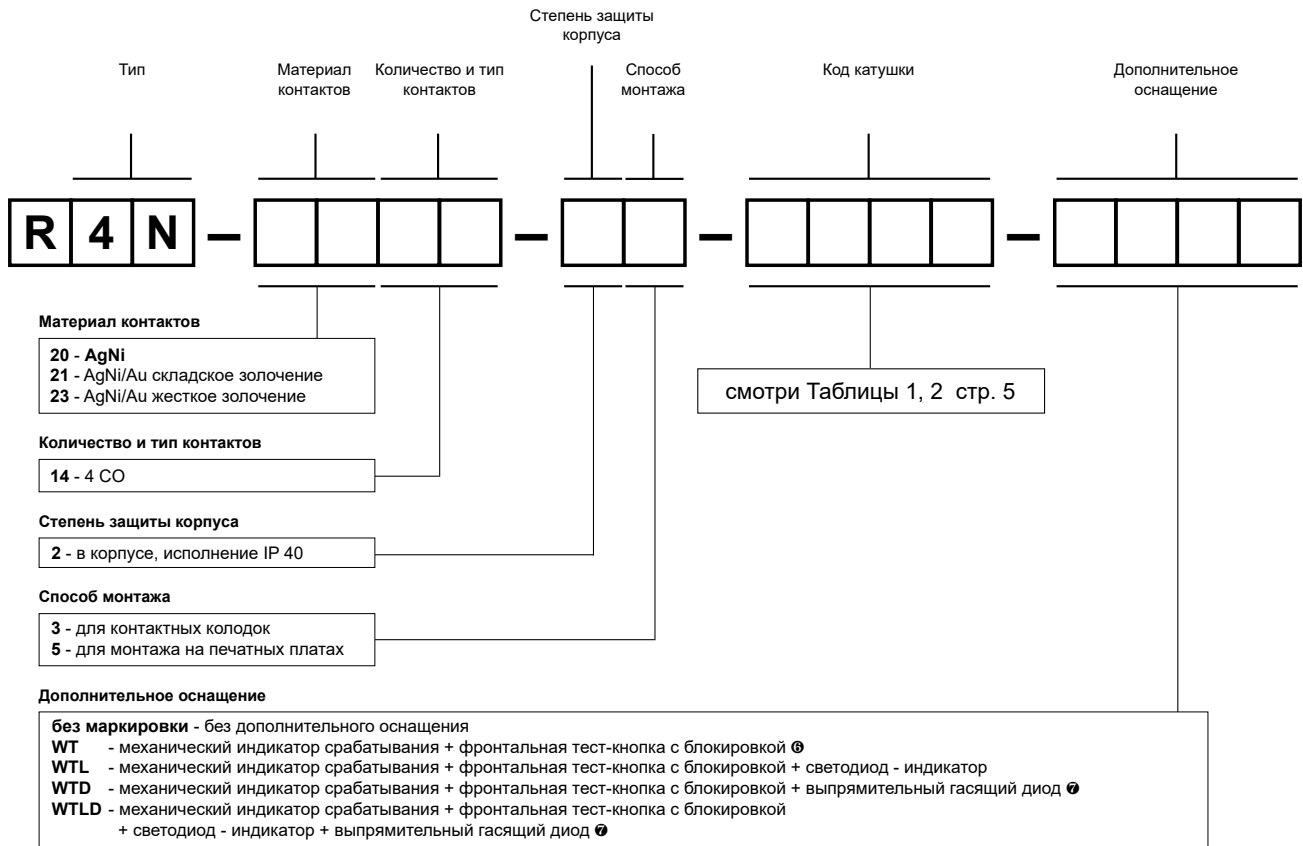 Степень защиты
корпуса
Тип
Материал
контактов
Количество и тип
контактов
Способ
монтажа
Код катушки
Дополнительное
оснащение
R 4 N – – – –
Материал контактов
20 - AgNi
21 - AgNi/Au складское золочение
23 - AgNi/Au жесткое золочение
смотри Таблицы 1, 2 стр. 5
Количество и тип контактов
14 - 4 CO
Степень защиты корпуса
2 - в корпусе, исполнение IP 40
Способ монтажа
3 - для контактных колодок
5 - для монтажа на печатных платах
Дополнительное оснащение
без маркировки - без дополнительного оснащения
WT - механический индикатор срабатывания + фронтальная тест-кнопка с блокировкой ❻
WTL - механический индикатор срабатывания + фронтальная тест-кнопка с блокировкой + светодиод - индикатор
WTD - механический индикатор срабатывания + фронтальная тест-кнопка с блокировкой + выпрямительный гасящий диод ❼
WTLD - механический индикатор срабатывания + фронтальная тест-кнопка с блокировкой
+ светодиод - индикатор + выпрямительный гасящий диод ❼